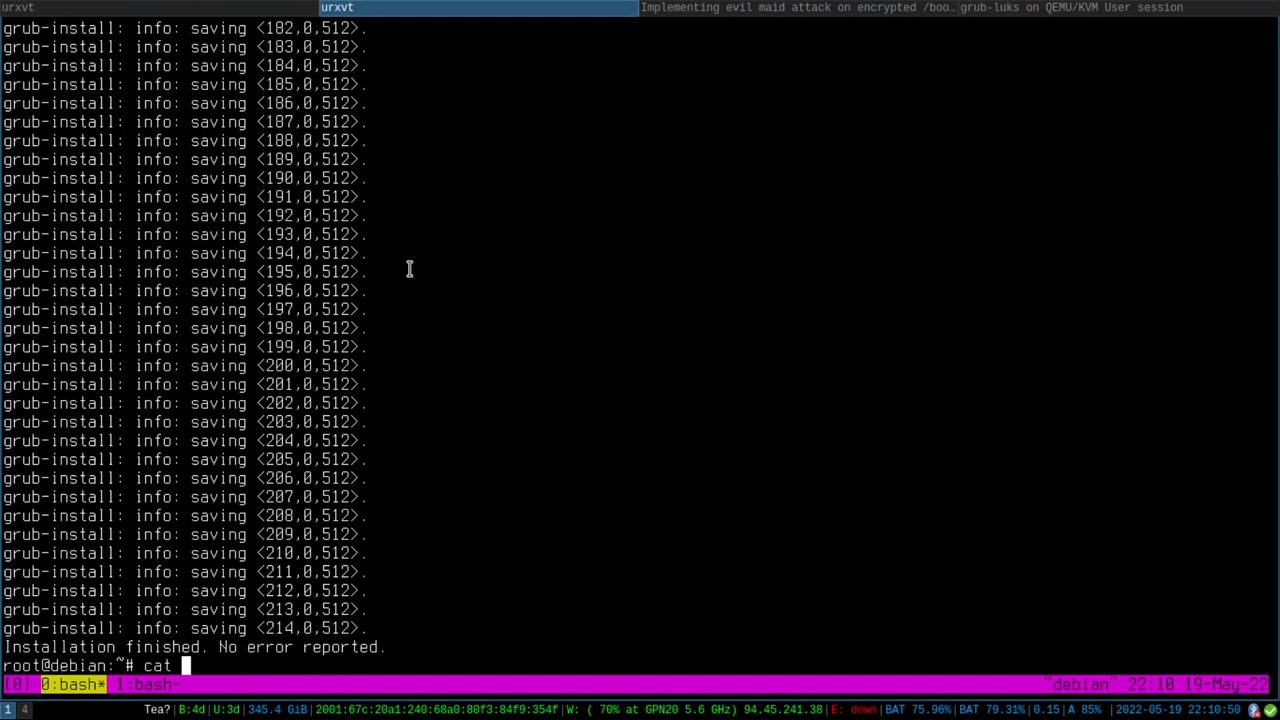 urxvt urxvt Implementing evil maid attack on encrypted /boo… grub-luks on QEMU/KVM User session
grub-install: info: saving <182,0,512>.
grub-install: info: saving <183,0,512>.
grub-install: info: saving <184,0,512>.
grub-install: info: saving <185,0,512>.
grub-install: info: saving <186,0,512>.
grub-install: info: saving <187,0,512>.
grub-install: info: saving <188,0,512>.
grub-install: info: saving <189,0,512>.
grub-install: info: saving <190,0,512>.
grub-install: info: saving <191,0,512>.
grub-install: info: saving <192,0,512>.
grub-install: info: saving <193,0,512>.
grub-install: info: saving <194,0,512>.
grub-install: info: saving <195,0,512>.
grub-install: info: saving <196,0,512>.
grub-install: info: saving <197,0,512>.
grub-install: info: saving <198,0,512>.
grub-install: info: saving <199,0,512>.
grub-install: info: saving <200,0,512>.
grub-install: info: saving <201,0,512>.
grub-install: info: saving <202,0,512>.
grub-install: info: saving <203,0,512>.
grub-install: info: saving <204,0,512>.
grub-install: info: saving <205,0,512>.
grub-install: info: saving <206,0,512>.
grub-install: info: saving <207,0,512>.
grub-install: info: saving <208,0,512>.
grub-install: info: saving <209,0,512>.
grub-install: info: saving <210,0,512>.
grub-install: info: saving <211,0,512>.
grub-install: info: saving <212,0,512>.
grub-install: info: saving <213,0,512>.
grub-install: info: saving <214,0,512>.
Installation finished. No error reported.
root@debian:~# cat
[0] 0:bash* 1:bash- "debian" 22:10 19-May-22
1 4 Tea?|B:4d|U:3d|345.4 GiB|2001:67c:20a1:240:68a0:80f3:84f9:354f|W: ( 70% at GPN20 5.6 GHz) 94.45.241.38|E: down|BAT 75.96%|BAT 79.31%|0.15|A 85%|2022-05-19 22:10:50